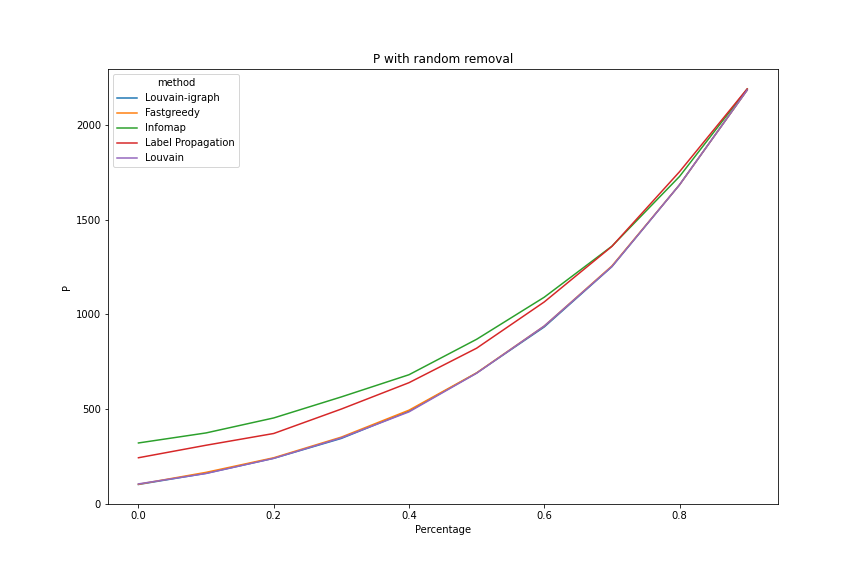 P with random removal
method
Louvain-igraph
Fastgreedy
Infomap
Label Propagation
Louvain
2000
1500
1000
500
0
P
0.0 0.2 0.4 0.6 0.8
Percentage